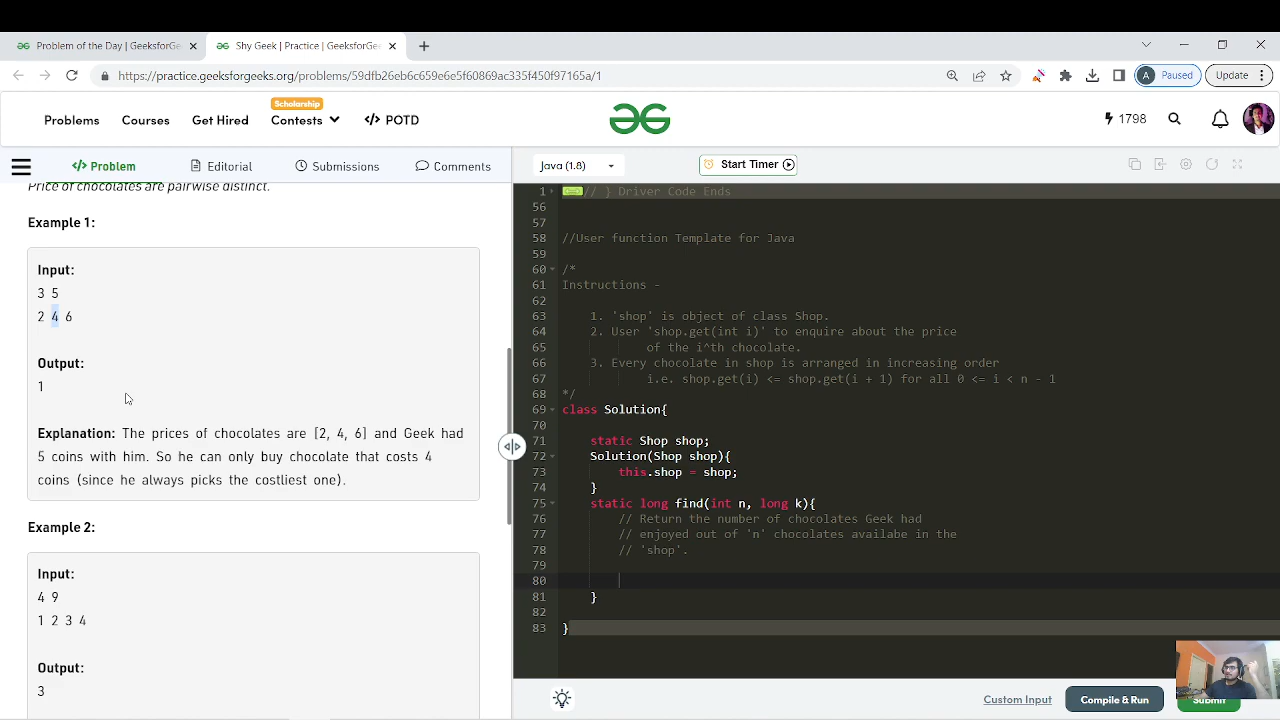 Problem of the Day | GeeksforGe
Shy Geek | Practice | GeeksforGe
https://practice.geeksforgeeks.org/problems/59dfb26eb6c659e6e5f60869ac335f450f97165a/1
A Paused
Update
Problems
Courses
Get Hired
Scholarship
Contests
</> POTD
1798
</> Problem
Editorial
Submissions
Comments
Java (1.8)
Start Timer
Price of chocolates are pairwise distinct.
Example 1:
Input:
3 5
2 4 6
Output:
1
Explanation: The prices of chocolates are [2, 4, 6] and Geek had
5 coins with him. So he can only buy chocolate that costs 4
coins (since he always picks the costliest one).
Example 2:
Input:
4 9
1 2 3 4
Output:
3
1 // } Driver Code Ends
56
57
58 //User function Template for Java
59
60 /*
61 Instructions -
62
63 1. 'shop' is object of class Shop.
64 2. User 'shop.get(int i)' to enquire about the price
65 of the i^th chocolate.
66 3. Every chocolate in shop is arranged in increasing order
67 i.e. shop.get(i) <= shop.get(i + 1) for all 0 <= i < n - 1
68 */
69 class Solution{
70
71 static Shop shop;
72 Solution(Shop shop){
73 this.shop = shop;
74 }
75 static long find(int n, long k){
76 // Return the number of chocolates Geek had
77 // enjoyed out of 'n' chocolates availabe in the
78 // 'shop'.
79
80
81 }
82
83 }
Custom Input
Compile & Run
Submit